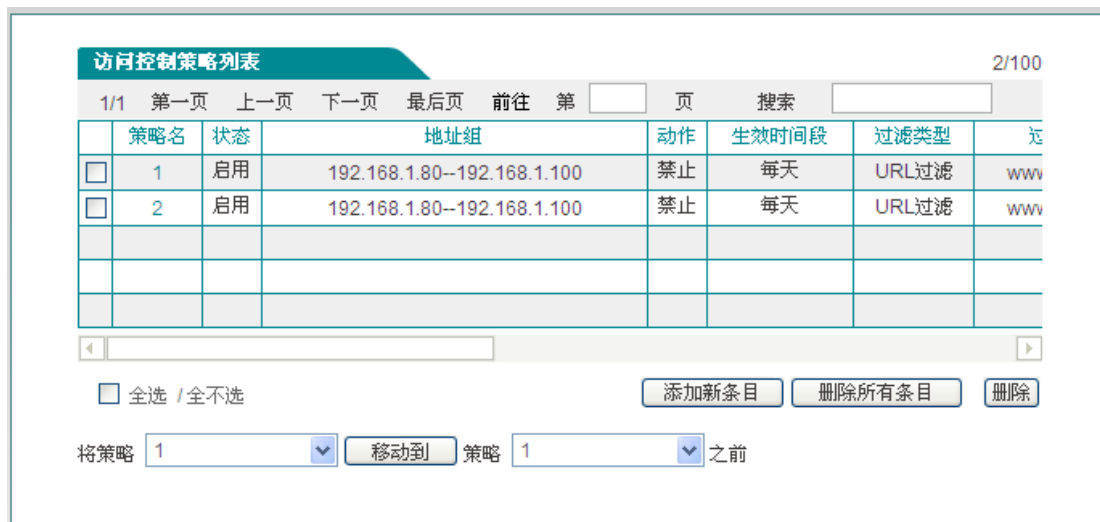 访问控制策略列表 2/100
1/1 第一页 上一页 下一页 最后页 前往 第 页 搜索
策略名 状态 地址组 动作 生效时间段 过滤类型 过
1 启用 192.168.1.80--192.168.1.100 禁止 每天 URL过滤 www
2 启用 192.168.1.80--192.168.1.100 禁止 每天 URL过滤 www
全选 / 全不选 添加新条目 删除所有条目 删除
将策略 1 移动到 策略 1 之前